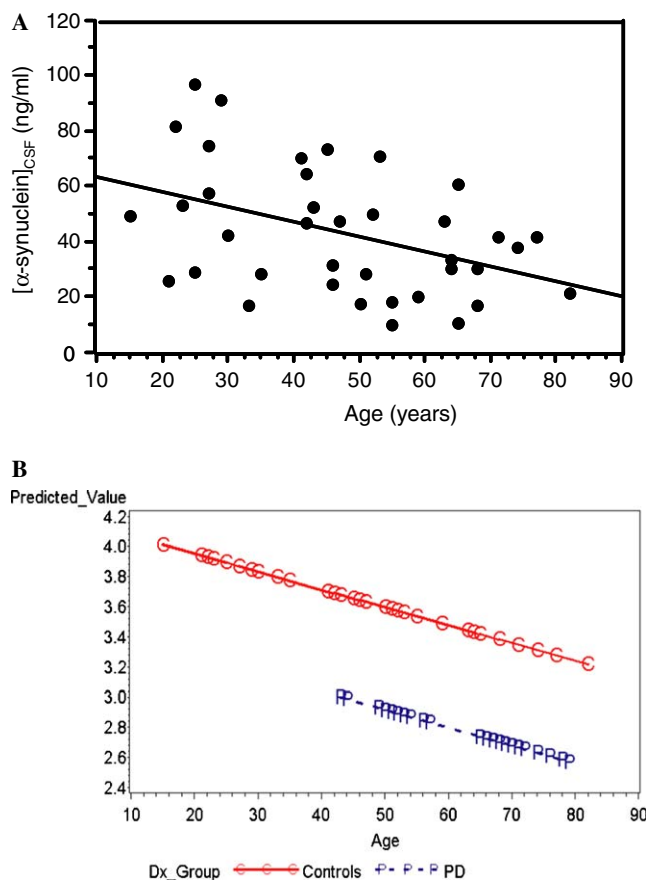 A
[α-synuclein]CSF (ng/ml)
120
100
80
60
40
20
0
10 20 30 40 50 60 70 80 90
Age (years)
B
Predicted_Value
4.2
4.0
3.8
3.6
3.4
3.2
3.0
2.8
2.6
2.4
10 20 30 40 50 60 70 80 90
Age
Dx_Group C C C Controls P P P PD